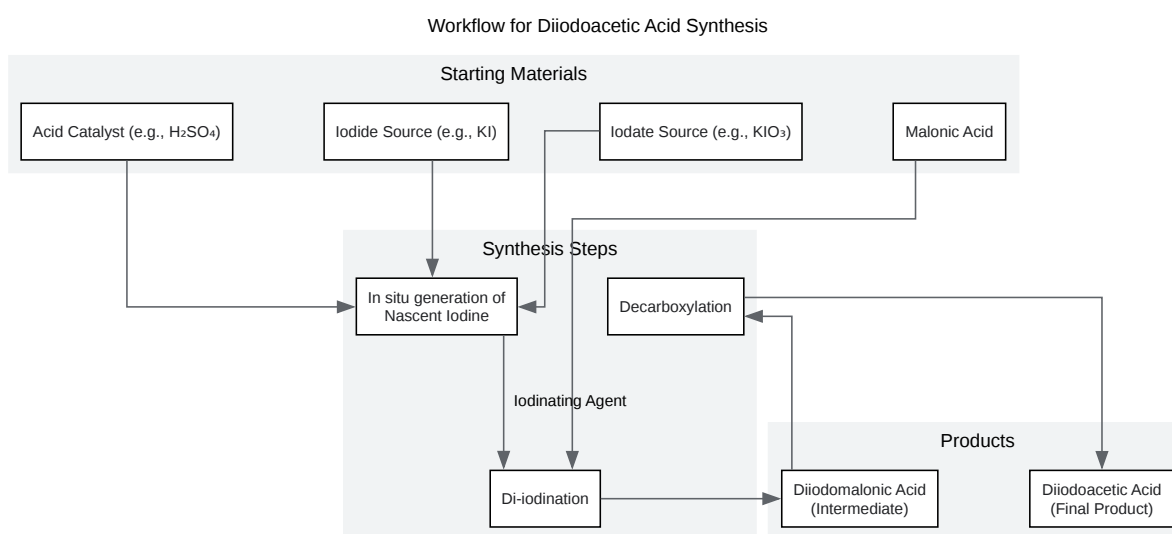 Workflow for Diiodoacetic Acid Synthesis
Starting Materials
Acid Catalyst (e.g., H₂SO₄)
Iodide Source (e.g., KI)
Iodate Source (e.g., KIO₃)
Malonic Acid
Synthesis Steps
In situ generation of
Nascent Iodine
Decarboxylation
Iodinating Agent
Di-iodination
Products
Diiodomalonic Acid
(Intermediate)
Diiodoacetic Acid
(Final Product)